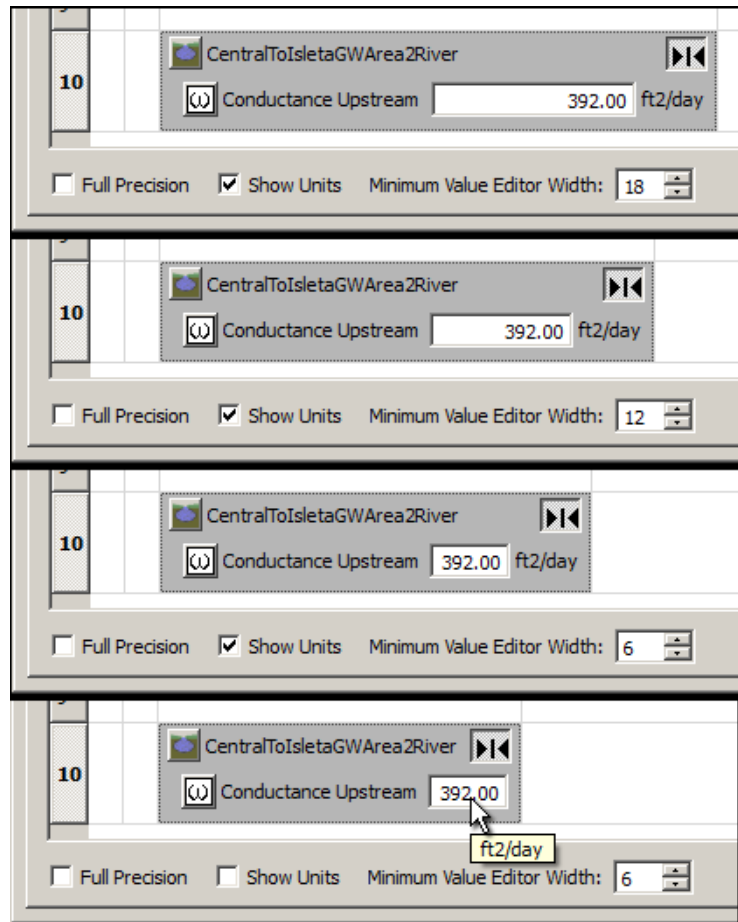 CentralToIsletaGWArea2River
10
ω Conductance Upstream 392.00 ft2/day
Full Precision Show Units Minimum Value Editor Width: 18
CentralToIsletaGWArea2River
10
ω Conductance Upstream 392.00 ft2/day
Full Precision Show Units Minimum Value Editor Width: 12
CentralToIsletaGWArea2River
10
ω Conductance Upstream 392.00 ft2/day
Full Precision Show Units Minimum Value Editor Width: 6
CentralToIsletaGWArea2River
10
ω Conductance Upstream 392.00
ft2/day
Full Precision Show Units Minimum Value Editor Width: 6